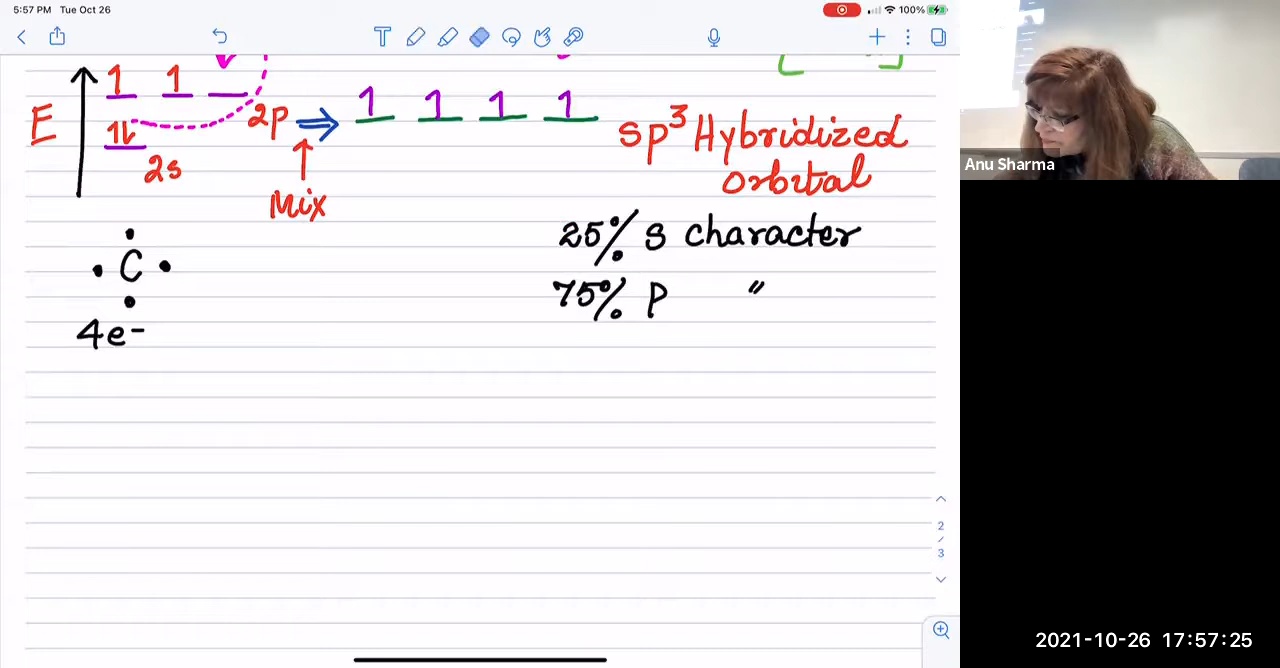 5:57 PM Tue Oct 26
100%
T
1 1
E 1l 2p ⇒ 1 1 1 1
2s
Mix
sp³ Hybridized
orbital
Anu Sharma
25% s character
75% p "
C
4e-
2
/
3
2021-10-26 17:57:25